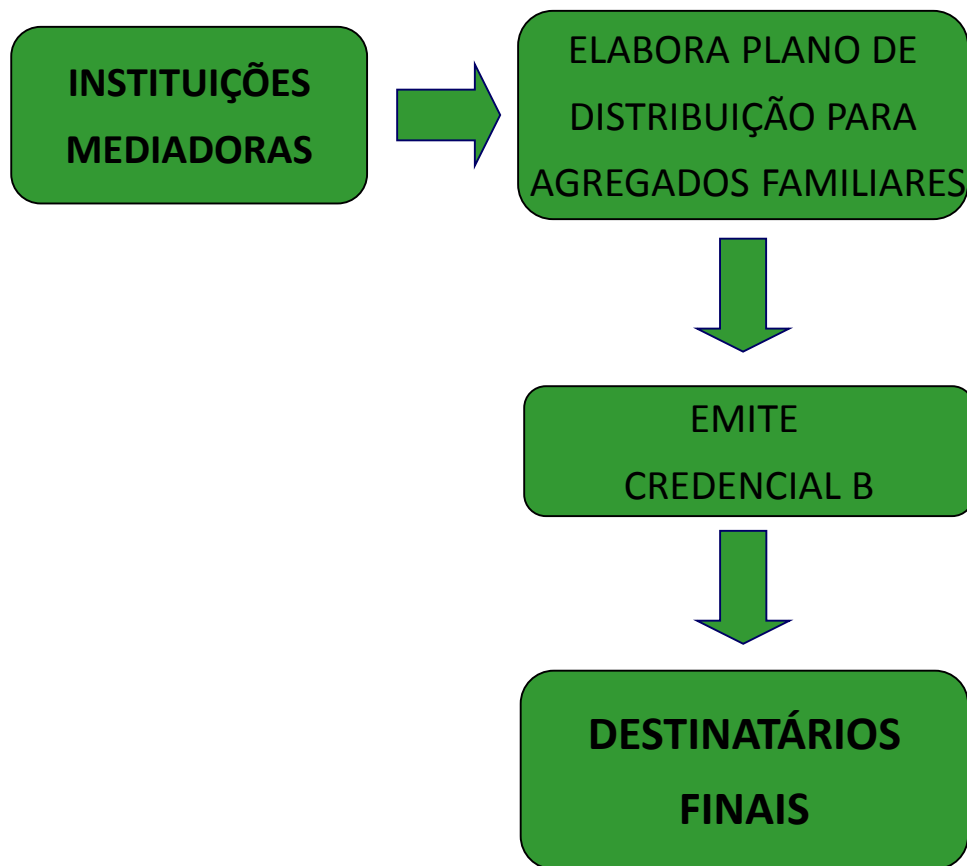 INSTITUIÇÕES
MEDIADORAS
ELABORA PLANO DE
DISTRIBUIÇÃO PARA
AGREGADOS FAMILIARES
EMITE
CREDENCIAL B
DESTINATÁRIOS
FINAIS